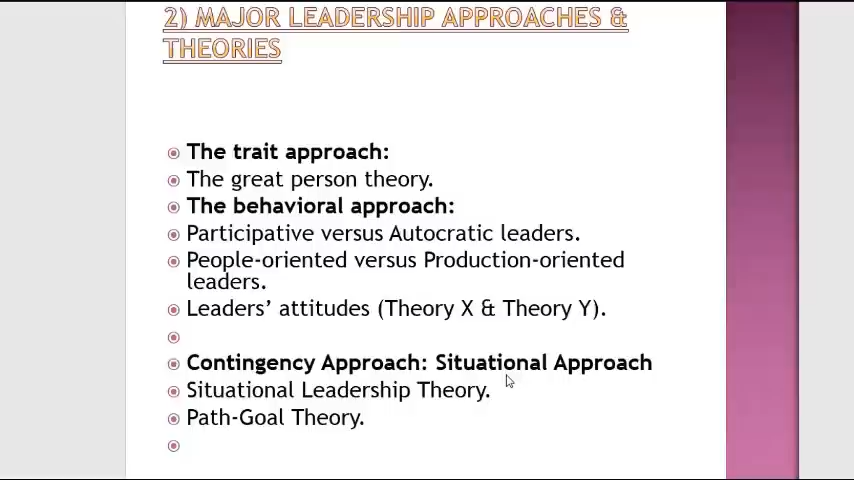 2) MAJOR LEADERSHIP APPROACHES &
THEORIES
The trait approach:
The great person theory.
The behavioral approach:
Participative versus Autocratic leaders.
People-oriented versus Production-oriented
leaders.
Leaders’ attitudes (Theory X & Theory Y).
Contingency Approach: Situational Approach
Situational Leadership Theory.
Path-Goal Theory.